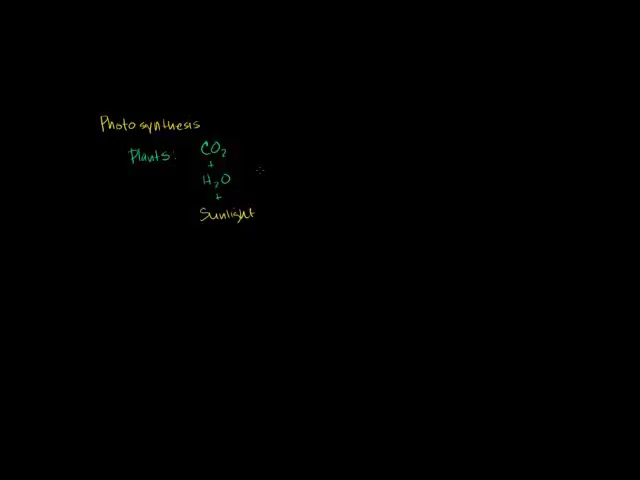 Photosynthesis
Plants: CO₂
+
H₂O
+
Sunlight